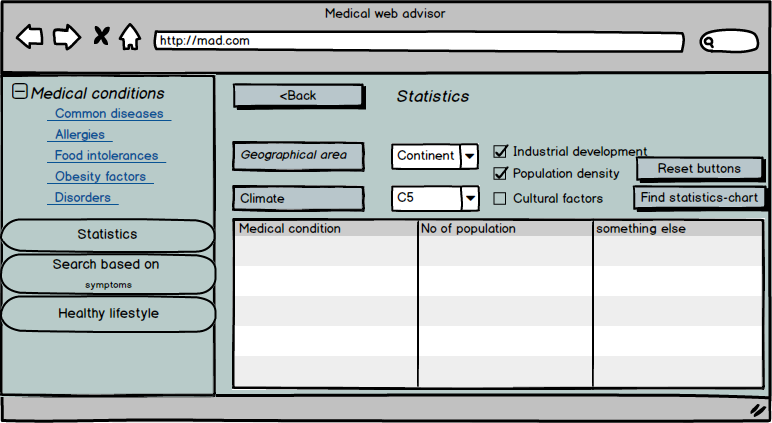 Medical web advisor
http://mad.com
Medical conditions
Common diseases
Allergies
Food intolerances
Obesity factors
Disorders
Statistics
Search based on
symptoms
Healthy lifestyle
<Back
Statistics
Geographical area
Continent
Industrial development
Population density
Reset buttons
Climate
C5
Cultural factors
Find statistics-chart
Medical condition
No of population
something else